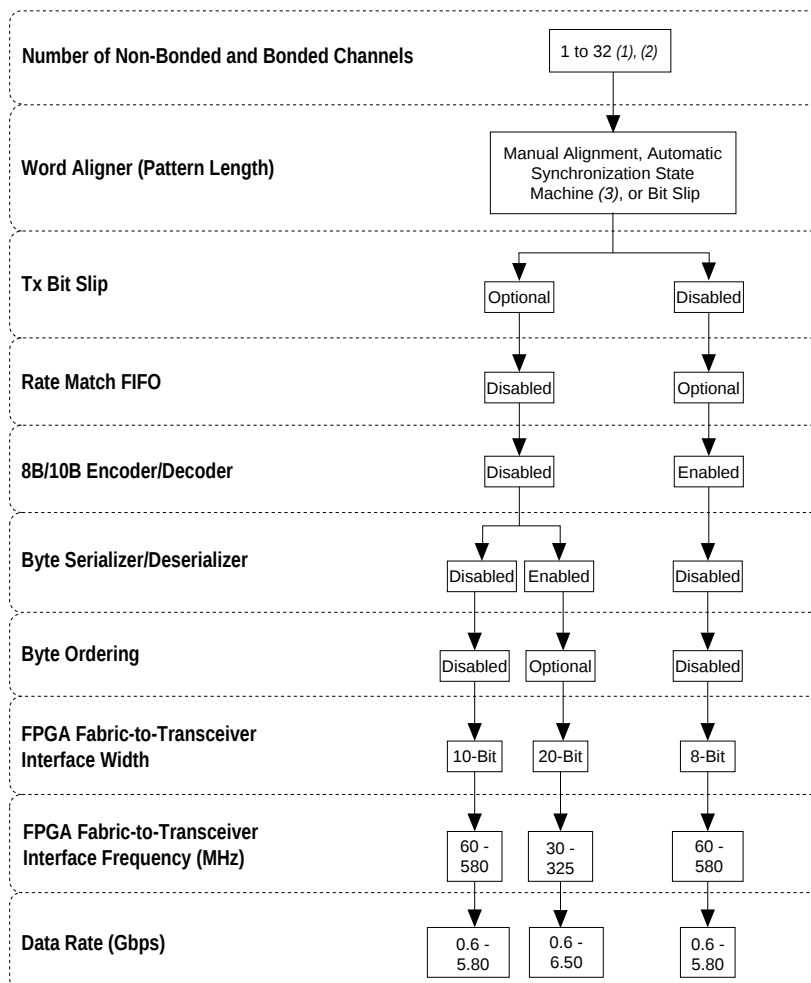 Number of Non-Bonded and Bonded Channels
1 to 32 (1), (2)
Word Aligner (Pattern Length)
Manual Alignment, Automatic
Synchronization State
Machine (3), or Bit Slip
Tx Bit Slip
Optional
Disabled
Rate Match FIFO
Disabled
Optional
8B/10B Encoder/Decoder
Disabled
Enabled
Byte Serializer/Deserializer
Disabled
Enabled
Disabled
Byte Ordering
Disabled
Optional
Disabled
FPGA Fabric-to-Transceiver
Interface Width
10-Bit
20-Bit
8-Bit
FPGA Fabric-to-Transceiver
Interface Frequency (MHz)
60 -
580
30 -
325
60 -
580
Data Rate (Gbps)
0.6 -
5.80
0.6 -
6.50
0.6 -
5.80